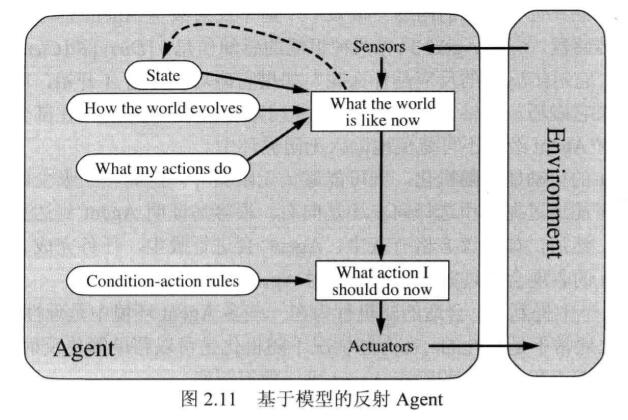 Sensors
State
How the world evolves
What the world
is like now
What my actions do
Condition-action rules
What action I
should do now
Agent
Actuators
Environment
图 2.11 基于模型的反射 Agent